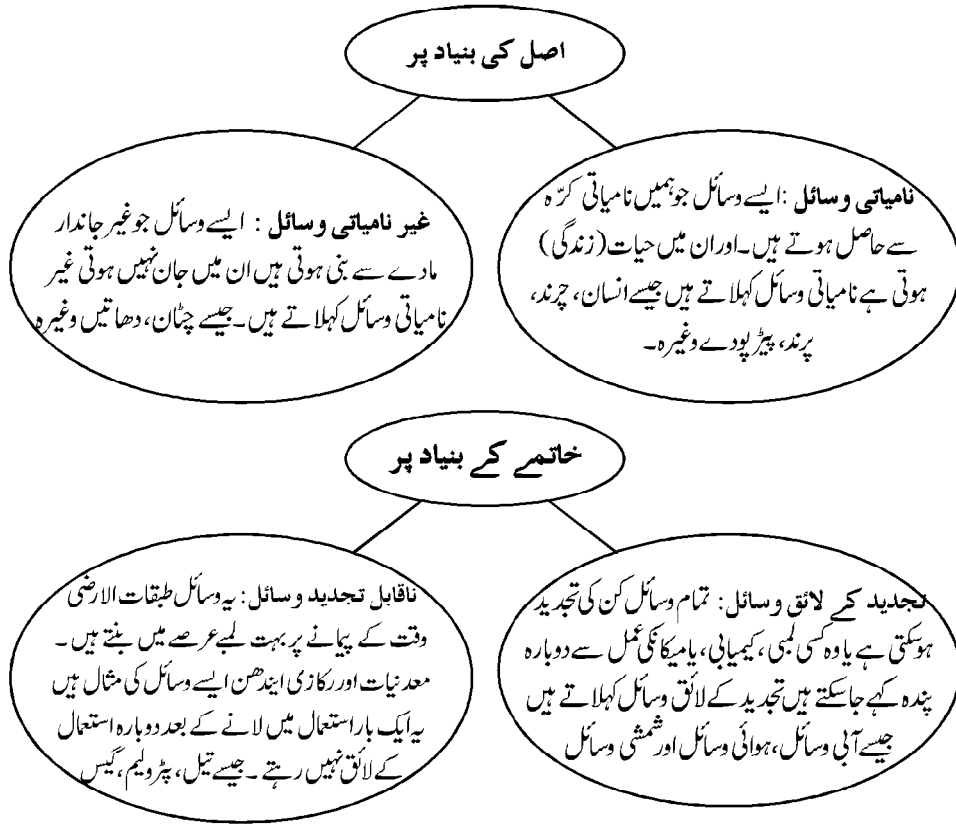 اصل کی بنیاد پر
نامیاتی وسائل :ایسے وسائل جو ہمیں نامیاتی کرّہ
سے حاصل ہوتے ہیں۔اور ان میں حیات (زندگی)
ہوتی ہے نامیاتی وسائل کہلاتے ہیں جیسے انسان، چرند،
پرند، پیڑ پودے وغیرہ۔
غیر نامیاتی وسائل : ایسے وسائل جو غیر جاندار
مادے سے بنی ہوتی ہیں ان میں جان نہیں ہوتی غیر
نامیاتی وسائل کہلاتے ہیں۔جیسے چٹان، دھاتیں وغیرہ
خاتمے کے بنیاد پر
تجدید کے لائق وسائل: تمام وسائل کن کی تجدید
ہوسکتی ہے یا وہ کسی لمبی، کیمیابی، یا میکانکی عمل سے دوبارہ
پندہ کہے جاسکتے ہیں تجدید کے لائق وسائل کہلاتے ہیں
جیسے آبی وسائل، ہوائی وسائل اور شمشی وسائل
ناقابل تجدید وسائل: یہ وسائل طبقات الارضی
وقت کے پیمانے پر بہت لمبے عرصے میں بنتے ہیں۔
معدنیات اور رکازی ایندھن ایسے وسائل کی مثال ہیں
یہ ایک بار استعمال میں لانے کے بعد دوبارہ استعمال
کے لائق نہیں رہتے۔جیسے تیل، پٹرولیم، گیس